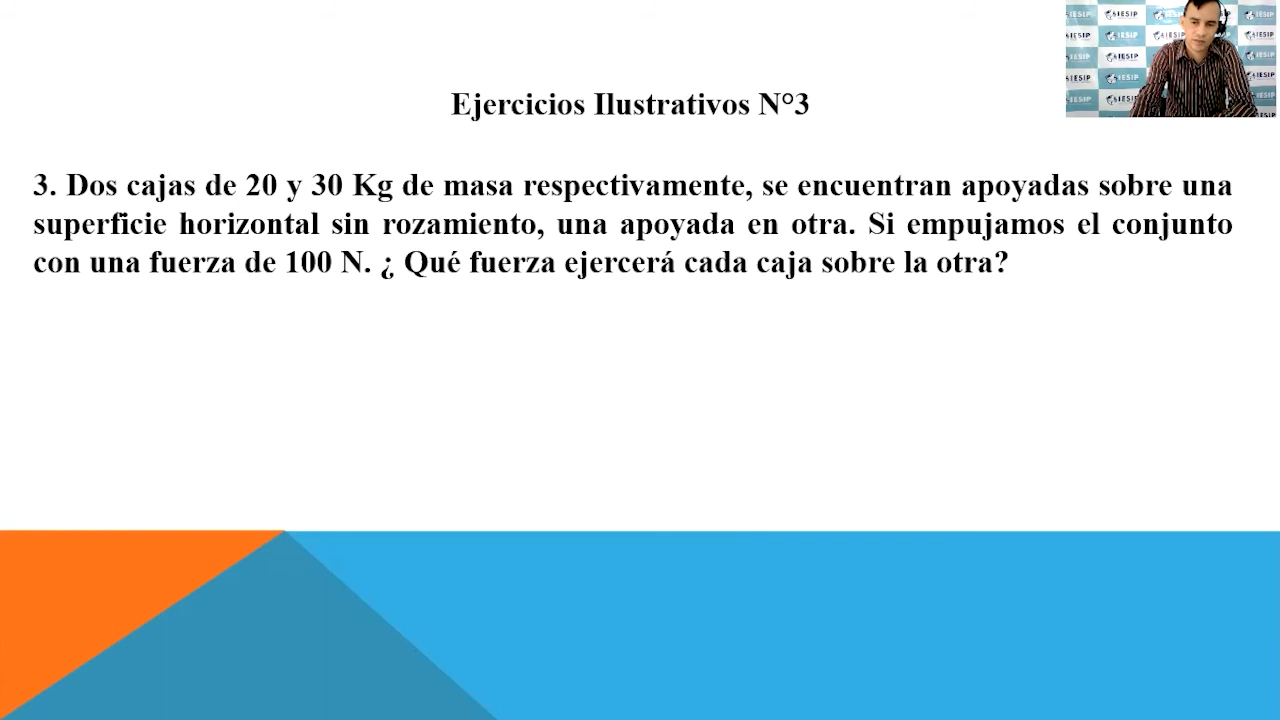 Ejercicios Ilustrativos N°3
3. Dos cajas de 20 y 30 Kg de masa respectivamente, se encuentran apoyadas sobre una
superficie horizontal sin rozamiento, una apoyada en otra. Si empujamos el conjunto
con una fuerza de 100 N. ¿ Qué fuerza ejercerá cada caja sobre la otra?